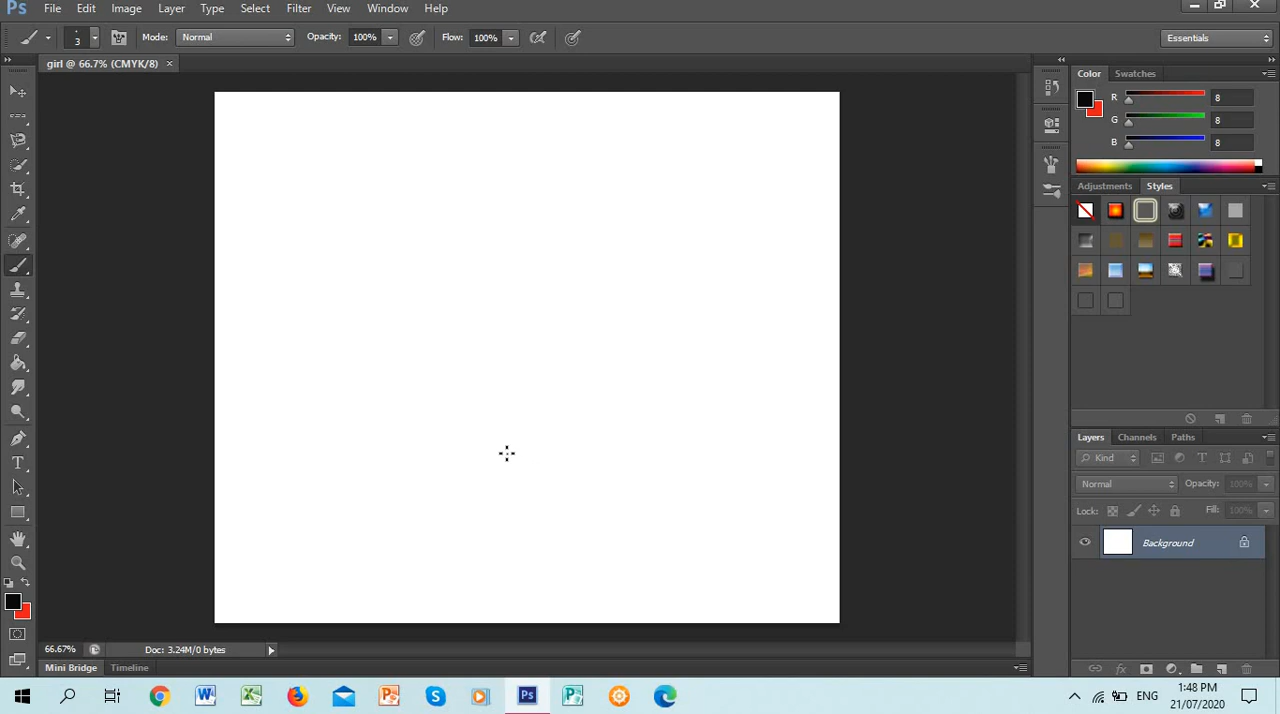 Ps File Edit Image Layer Type Select Filter View Window Help
3 Mode: Normal Opacity: 100% Flow: 100% Essentials
girl @ 66.7% (CMYK/8) ×
Color Swatches
R 8
G 8
B 8
Adjustments Styles
T
Layers Channels Paths
Kind T
Normal Opacity: 100%
Lock: Fill: 100%
Background
66.67% Doc: 3.24M/0 bytes
Mini Bridge Timeline
fx
Ps ENG 1:48 PM
21/07/2020